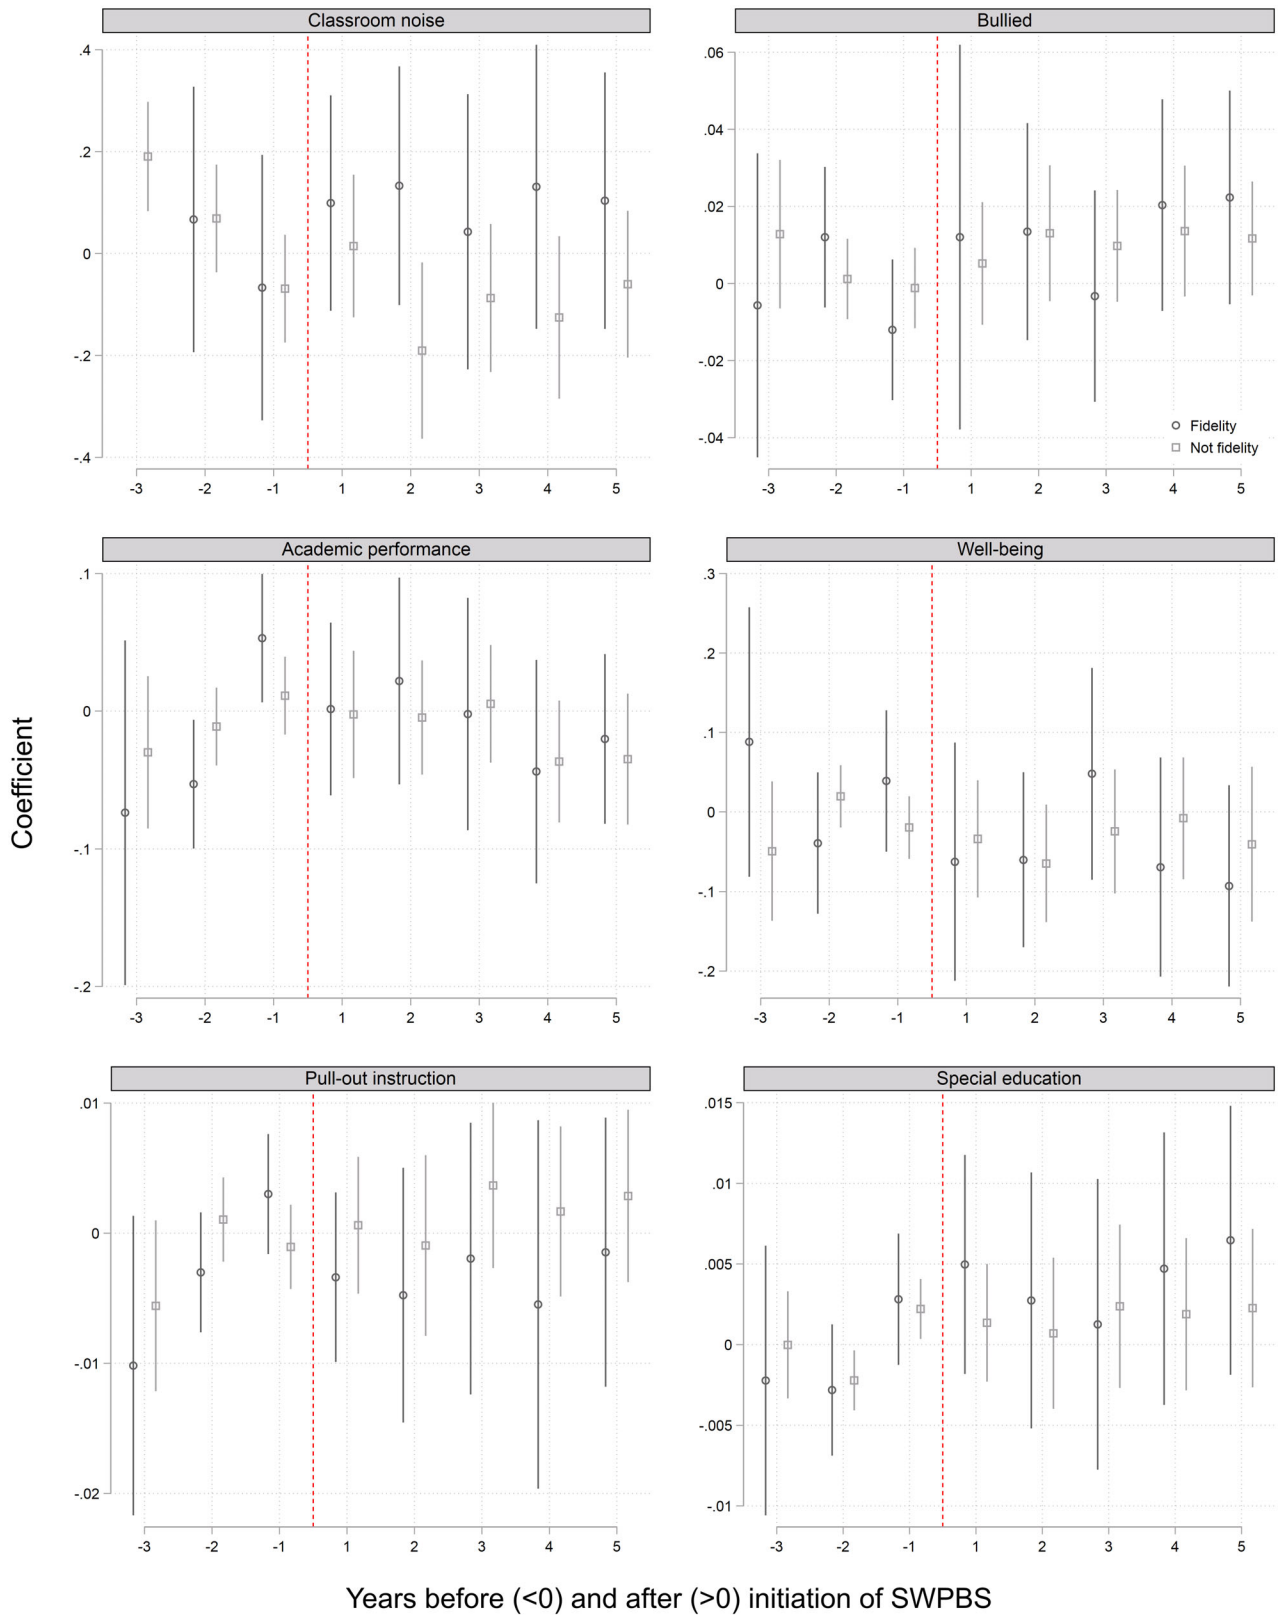 Classroom noise
.4
.2
0
-.2
-.4
-3 -2 -1 1 2 3 4 5
Bullied
.06
.04
.02
0
-.02
-.04
Fidelity
Not fidelity
-3 -2 -1 1 2 3 4 5
Academic performance
.1
0
-.1
-.2
-3 -2 -1 1 2 3 4 5
Well-being
.3
.2
.1
0
-.1
-.2
-3 -2 -1 1 2 3 4 5
Coefficient
Pull-out instruction
.01
0
-.01
-.02
-3 -2 -1 1 2 3 4 5
Special education
.015
.01
.005
0
-.005
-.01
-3 -2 -1 1 2 3 4 5
Years before (<0) and after (>0) initiation of SWPBS